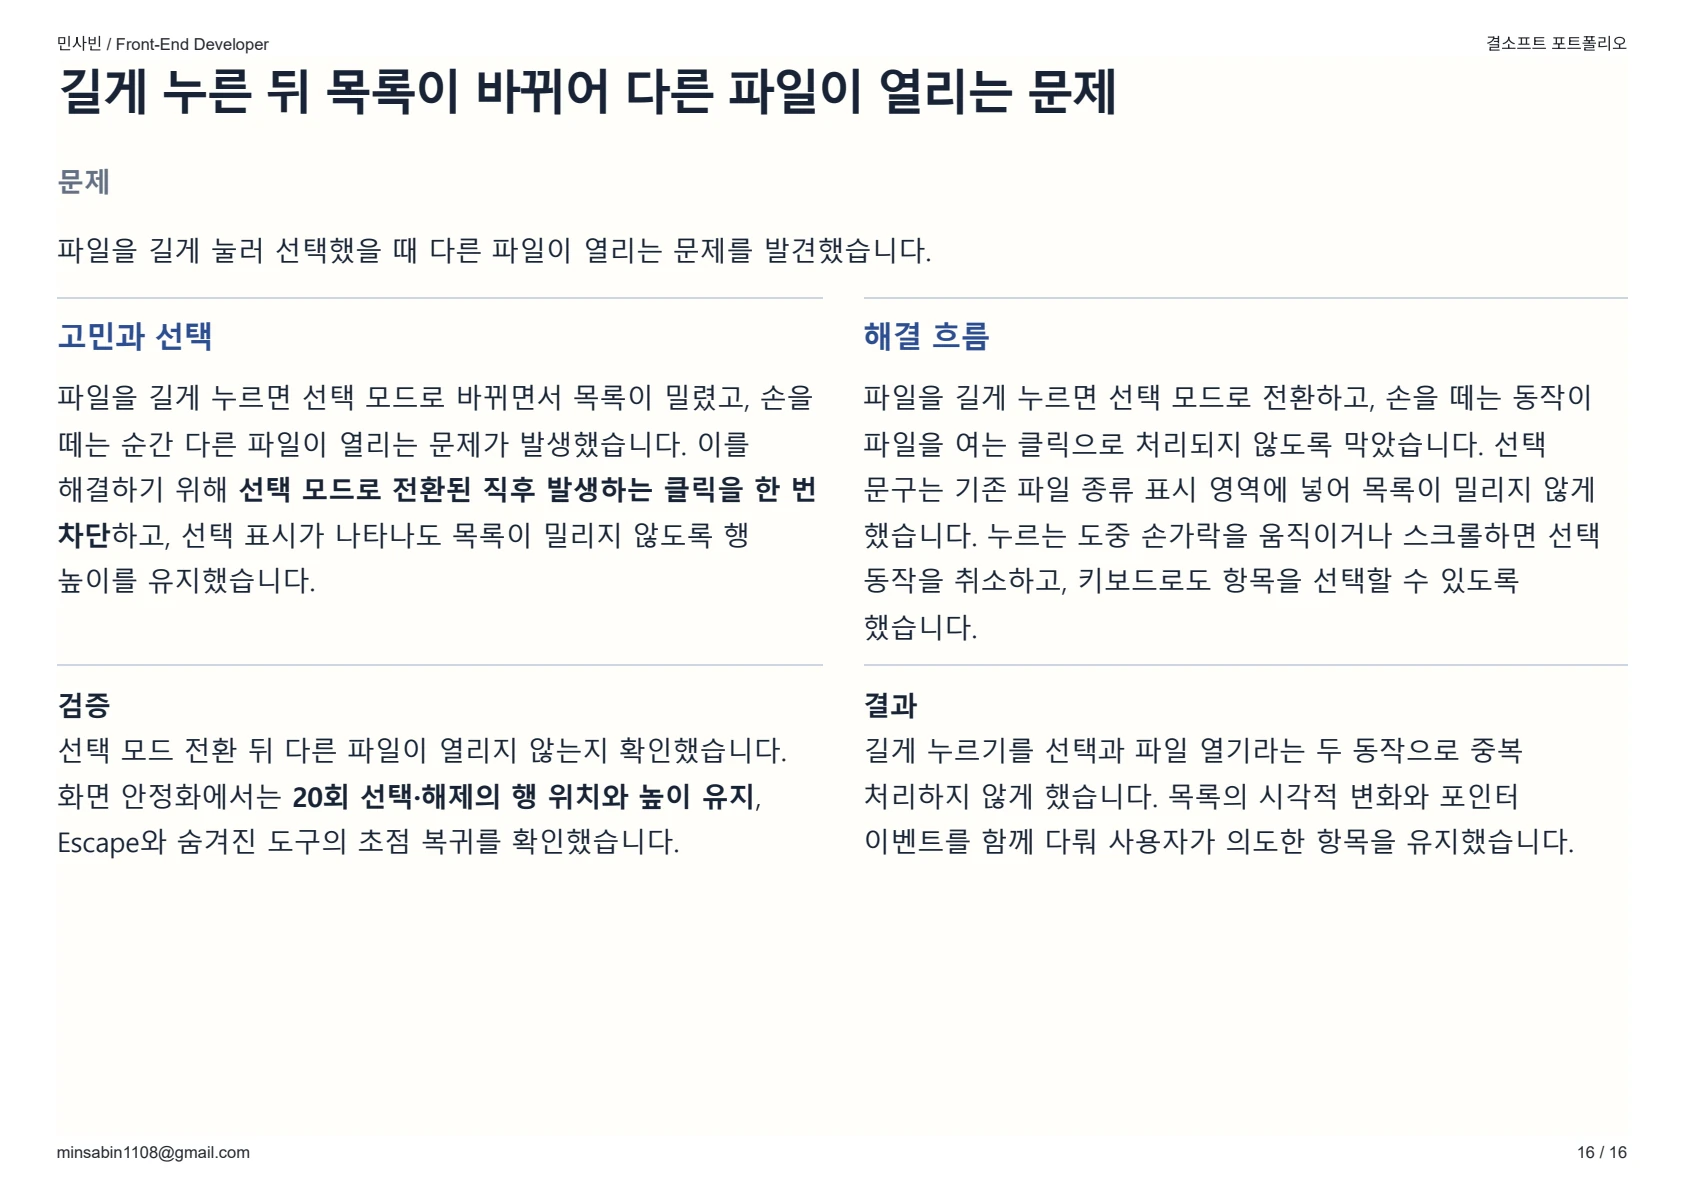 민사빈 / Front-End Developer
결소프트 포트폴리오
길게 누른 뒤 목록이 바뀌어 다른 파일이 열리는 문제
문제
파일을 길게 눌러 선택했을 때 다른 파일이 열리는 문제를 발견했습니다.
고민과 선택
파일을 길게 누르면 선택 모드로 바뀌면서 목록이 밀렸고, 손을
떼는 순간 다른 파일이 열리는 문제가 발생했습니다. 이를
해결하기 위해 선택 모드로 전환된 직후 발생하는 클릭을 한 번
차단하고, 선택 표시가 나타나도 목록이 밀리지 않도록 행
높이를 유지했습니다.
해결 흐름
파일을 길게 누르면 선택 모드로 전환하고, 손을 떼는 동작이
파일을 여는 클릭으로 처리되지 않도록 막았습니다. 선택
문구는 기존 파일 종류 표시 영역에 넣어 목록이 밀리지 않게
했습니다. 누르는 도중 손가락을 움직이거나 스크롤하면 선택
동작을 취소하고, 키보드로도 항목을 선택할 수 있도록
했습니다.
검증
선택 모드 전환 뒤 다른 파일이 열리지 않는지 확인했습니다.
화면 안정화에서는 20회 선택·해제의 행 위치와 높이 유지,
Escape와 숨겨진 도구의 초점 복귀를 확인했습니다.
결과
길게 누르기를 선택과 파일 열기라는 두 동작으로 중복
처리하지 않게 했습니다. 목록의 시각적 변화와 포인터
이벤트를 함께 다뤄 사용자가 의도한 항목을 유지했습니다.
minsabin1108@gmail.com
16 / 16